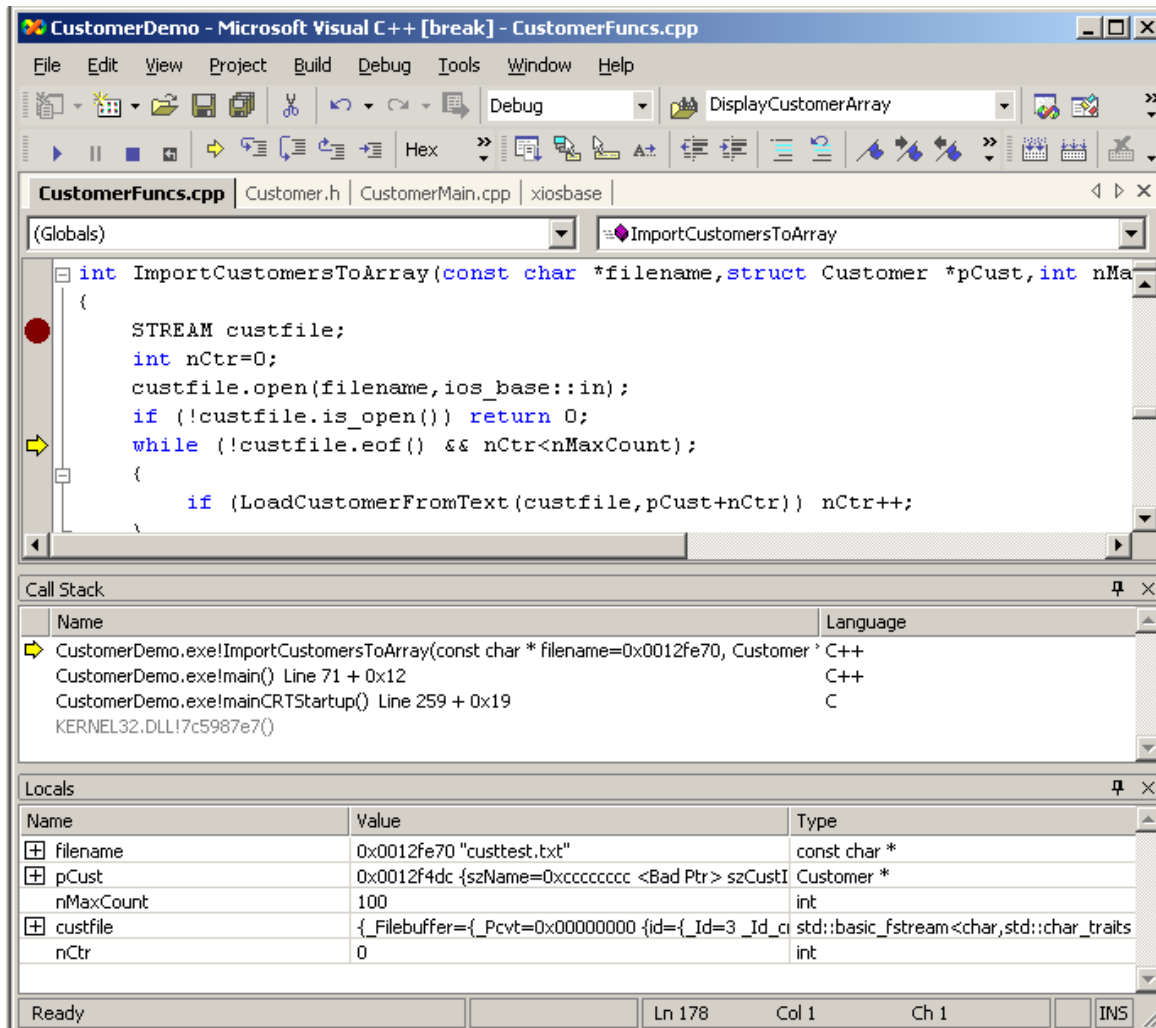 CustomerDemo - Microsoft Visual C++ [break] - CustomerFuncs.cpp
File Edit View Project Build Debug Tools Window Help
Debug DisplayCustomerArray
Hex
CustomerFuncs.cpp Customer.h CustomerMain.cpp xiosbase
(Globals) ImportCustomersToArray
int ImportCustomersToArray(const char *filename,struct Customer *pCust,int nMa
{
STREAM custfile;
int nCtr=0;
custfile.open(filename,ios_base::in);
if (!custfile.is_open()) return 0;
while (!custfile.eof() && nCtr<nMaxCount);
{
if (LoadCustomerFromText(custfile,pCust+nCtr)) nCtr++;
}
Call Stack
Name Language
CustomerDemo.exe!ImportCustomersToArray(const char * filename=0x0012fe70, Customer * C++
CustomerDemo.exe!main() Line 71 + 0x12 C++
CustomerDemo.exe!mainCRTStartup() Line 259 + 0x19 C
KERNEL32.DLL!7c5987e7()
Locals
Name Value Type
filename 0x0012fe70 "custtest.txt" const char *
pCust 0x0012f4dc {szName=0xcccccccc <Bad Ptr> szCustI Customer *
nMaxCount 100 int
custfile {_Filebuffer={_Pcvt=0x00000000 {id={_Id=3 _Id_cn std::basic_fstream<char,std::char_traits
nCtr 0 int
Ready Ln 178 Col 1 Ch 1 INS